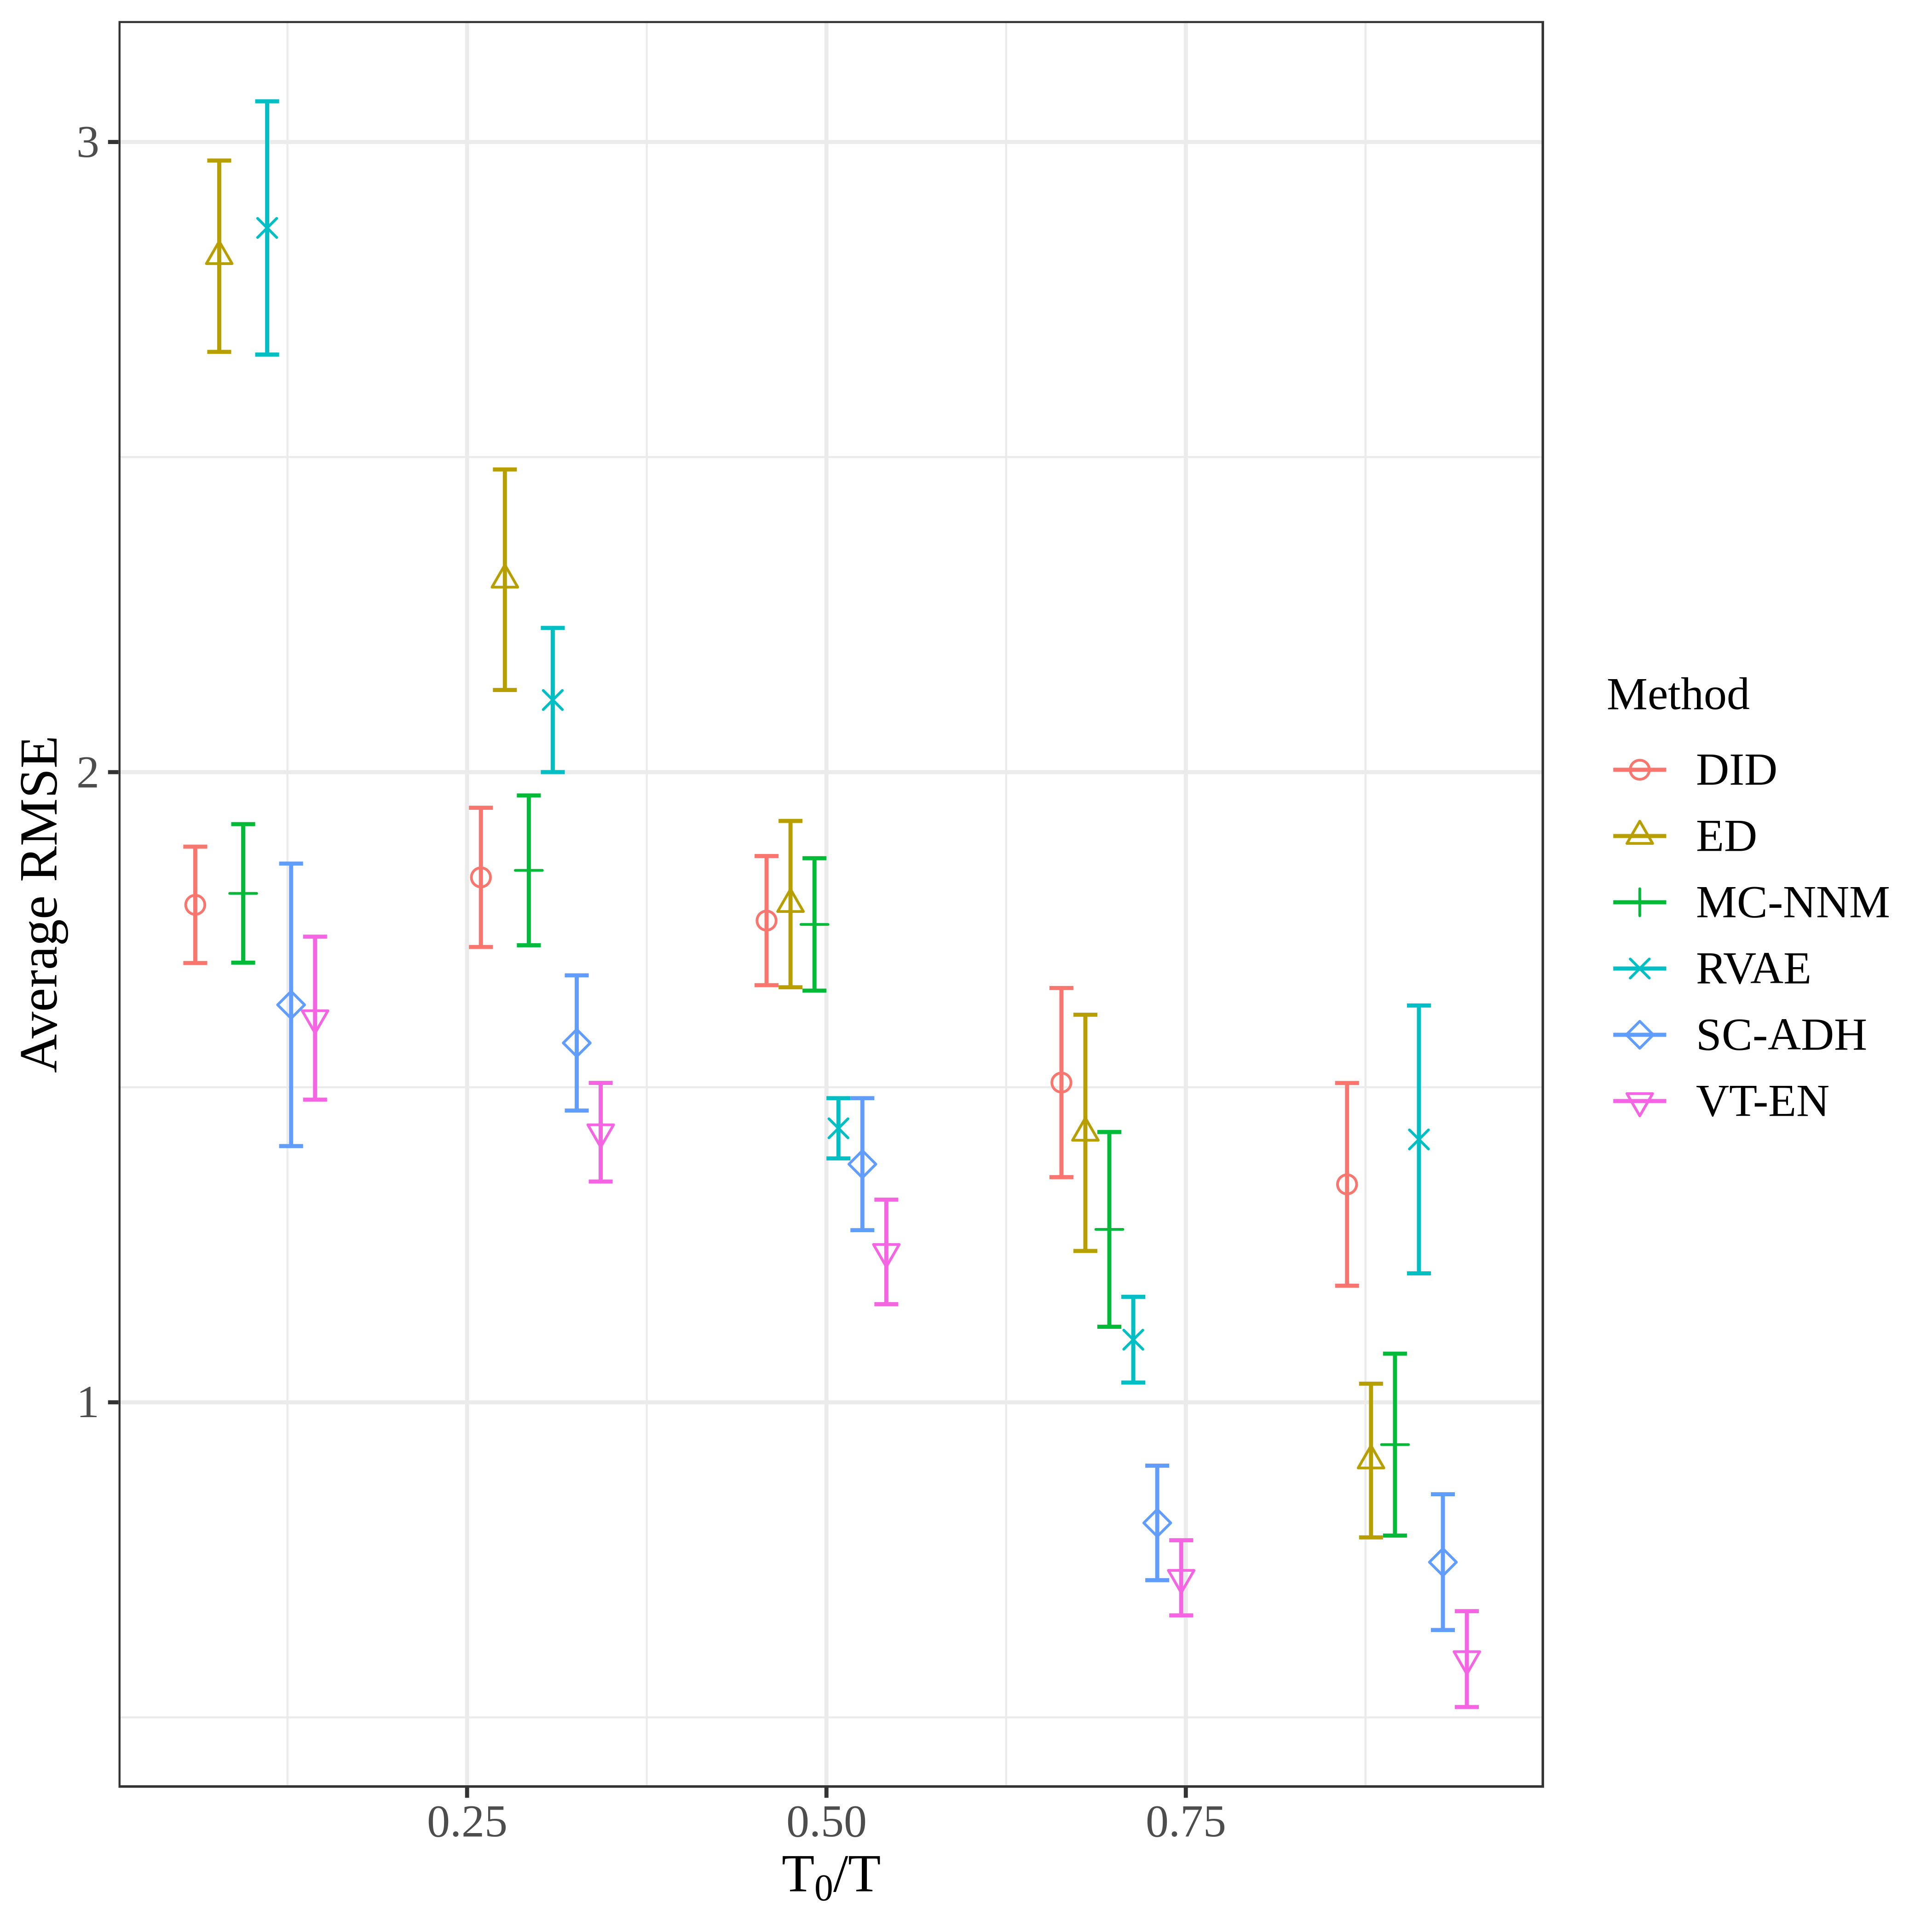 3
2
1
Average RMSE
0.25
0.50
0.75
T₀/T
Method
DID
ED
MC-NNM
RVAE
SC-ADH
VT-EN